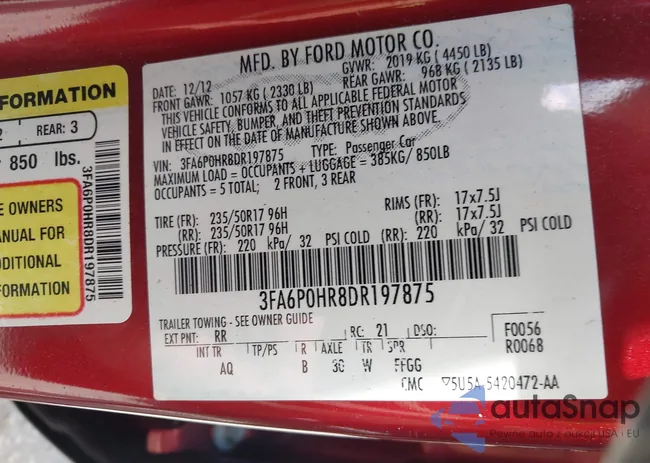 FORMATION
2 REAR: 3
850 lbs.
E OWNERS
ANUAL FOR
DDITIONAL
FORMATION
3FA6P0HR8DR197875
MFD. BY FORD MOTOR CO.
DATE: 12/12 GVWR: 2019 KG ( 4450 LB)
FRONT GAWR: 1057 KG ( 2330 LB) REAR GAWR: 968 KG ( 2135 LB)
THIS VEHICLE CONFORMS TO ALL APPLICABLE FEDERAL MOTOR
VEHICLE SAFETY, BUMPER, AND THEFT PREVENTION STANDARDS
IN EFFECT ON THE DATE OF MANUFACTURE SHOWN ABOVE.
VIN: 3FA6P0HR8DR197875 TYPE: Passenger Car
MAXIMUM LOAD = OCCUPANTS + LUGGAGE = 385KG/ 850LB
OCCUPANTS = 5 TOTAL; 2 FRONT, 3 REAR
TIRE (FR): 235/50R17 96H RIMS (FR): 17x7.5J
(RR): 235/50R17 96H (RR): 17x7.5J
PRESSURE (FR): 220 kPa/ 32 PSI COLD (RR): 220 kPa/ 32 PSI COLD
3FA6P0HR8DR197875
TRAILER TOWING - SEE OWNER GUIDE
EXT PNT: RR RC: 21 DSO: F0056
INT TR TP/PS R AXLE TR SPR R0068
AQ B 30 W FFGG
5U5A 5420472-AA
autoSnap
Pewne auto z aukcji USA i EU